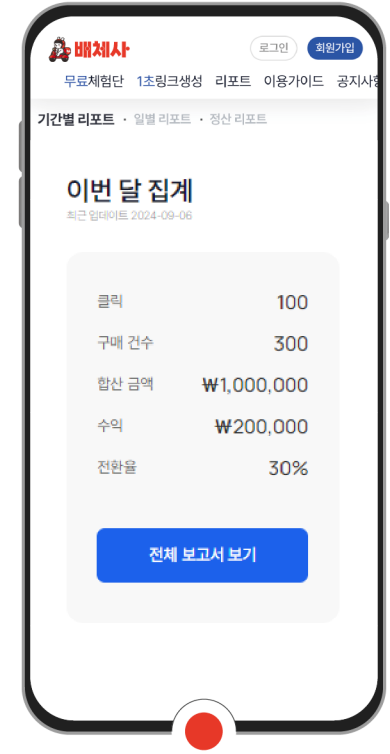 배체사 로그인 회원가입
무료체험단 1초링크생성 리포트 이용가이드 공지사항
기간별 리포트 · 일별 리포트 · 정산 리포트
이번 달 집계
최근 업데이트 2024-09-06
클릭 100
구매 건수 300
합산 금액 ₩1,000,000
수익 ₩200,000
전환율 30%
전체 보고서 보기